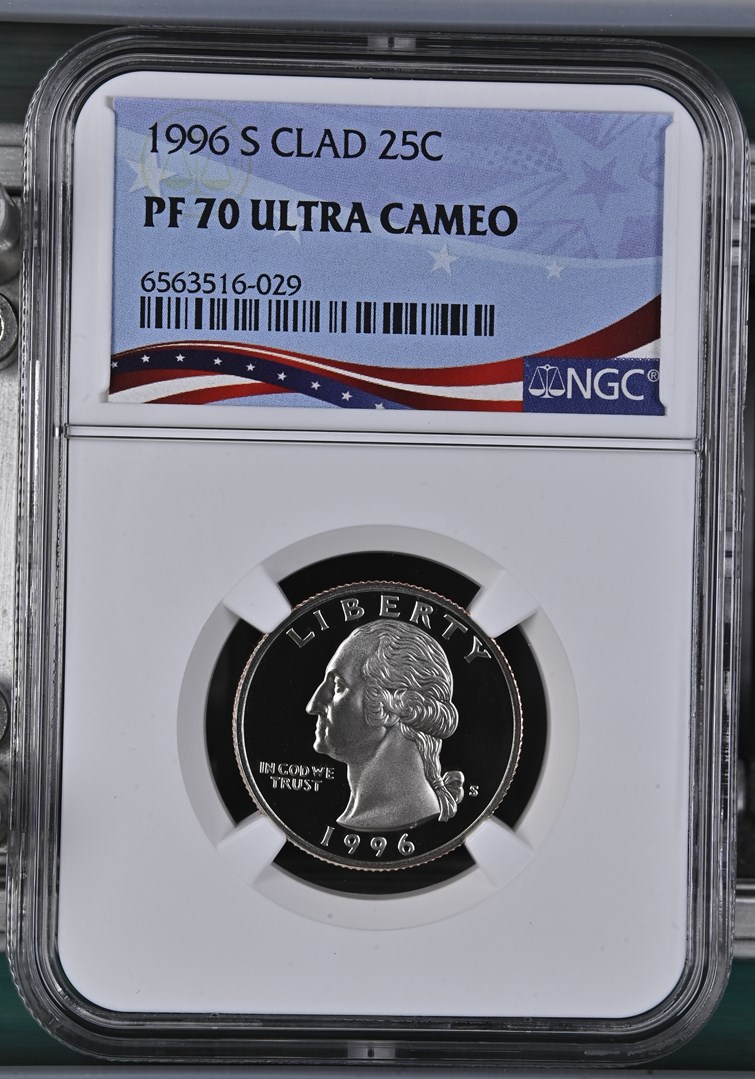 1996 S CLAD 25C
PF 70 ULTRA CAMEO
6563516-029
NGC®
LIBERTY
IN GOD WE
TRUST
S
1996